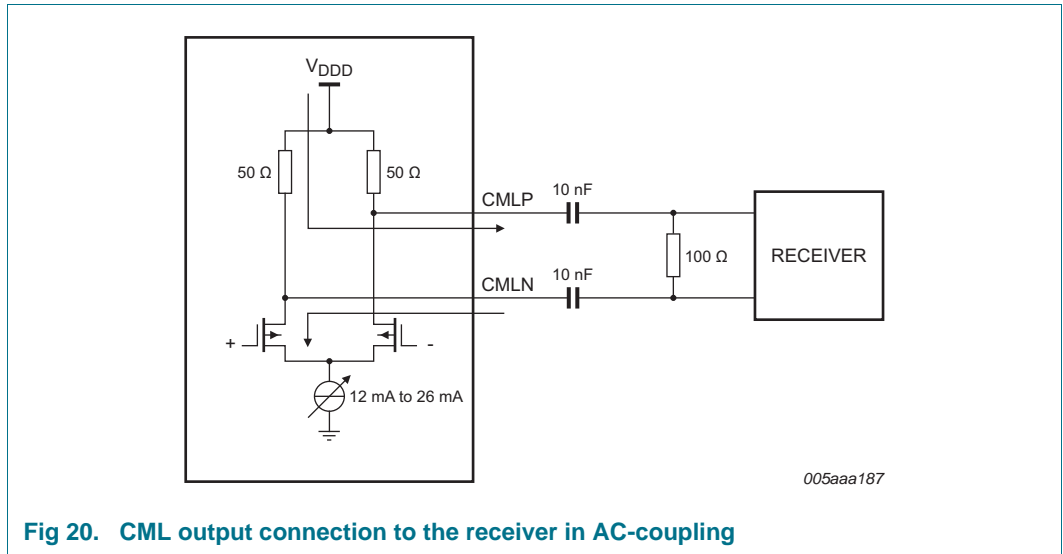 VDDD
50 Ω
50 Ω
CMLP
10 nF
100 Ω
RECEIVER
CMLN
10 nF
+
-
12 mA to 26 mA
005aaa187
Fig 20. CML output connection to the receiver in AC-coupling